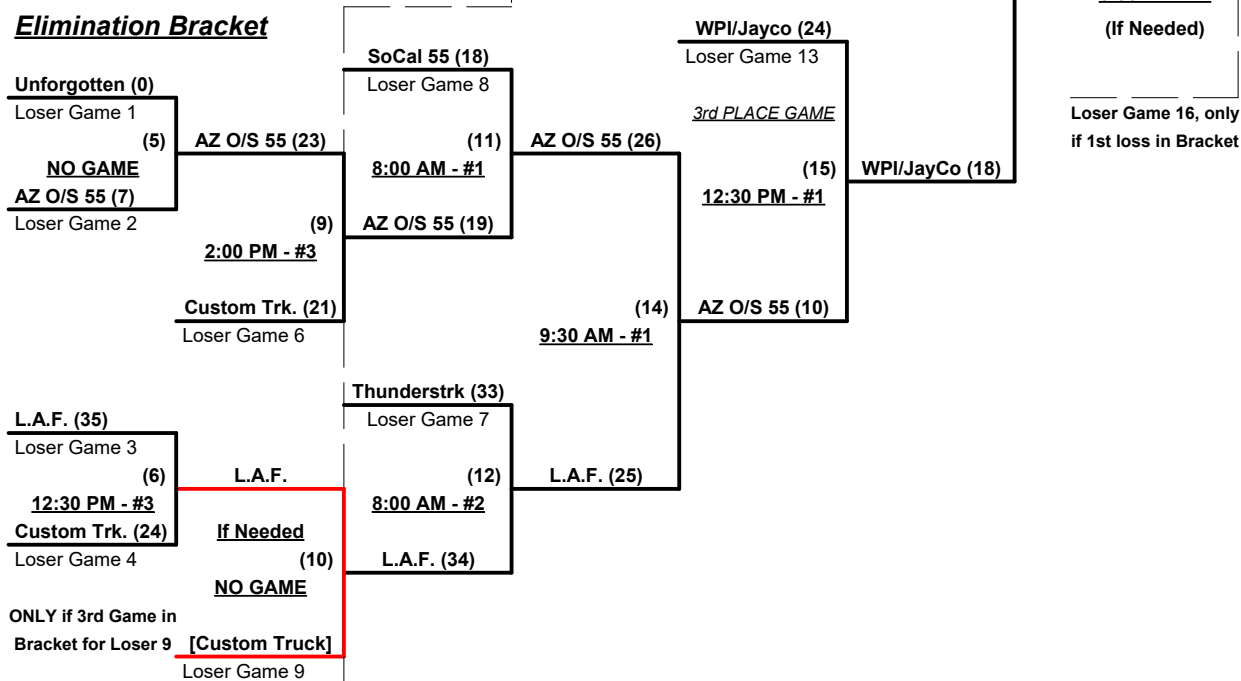 Elimination Bracket
Unforgotten (0)
Loser Game 1
(5)
NO GAME
AZ O/S 55 (7)
Loser Game 2
AZ O/S 55 (23)
(9)
2:00 PM - #3
Custom Trk. (21)
Loser Game 6
L.A.F. (35)
Loser Game 3
(6)
12:30 PM - #3
Custom Trk. (24)
Loser Game 4
L.A.F.
If Needed
(10)
NO GAME
ONLY if 3rd Game in
Bracket for Loser 9
[Custom Truck]
Loser Game 9
SoCal 55 (18)
Loser Game 8
(11)
8:00 AM - #1
AZ O/S 55 (19)
Thunderstrk (33)
Loser Game 7
(12)
8:00 AM - #2
L.A.F. (34)
AZ O/S 55 (26)
(14)
9:30 AM - #1
L.A.F. (25)
WPI/Jayco (24)
Loser Game 13
3rd PLACE GAME
(15)
12:30 PM - #1
AZ O/S 55 (10)
WPI/JayCo (18)
(If Needed)
Loser Game 16, only
if 1st loss in Bracket